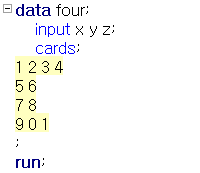 data four;
input x y z;
cards;
1 2 3 4
5 6
7 8
9 0 1
;
run;